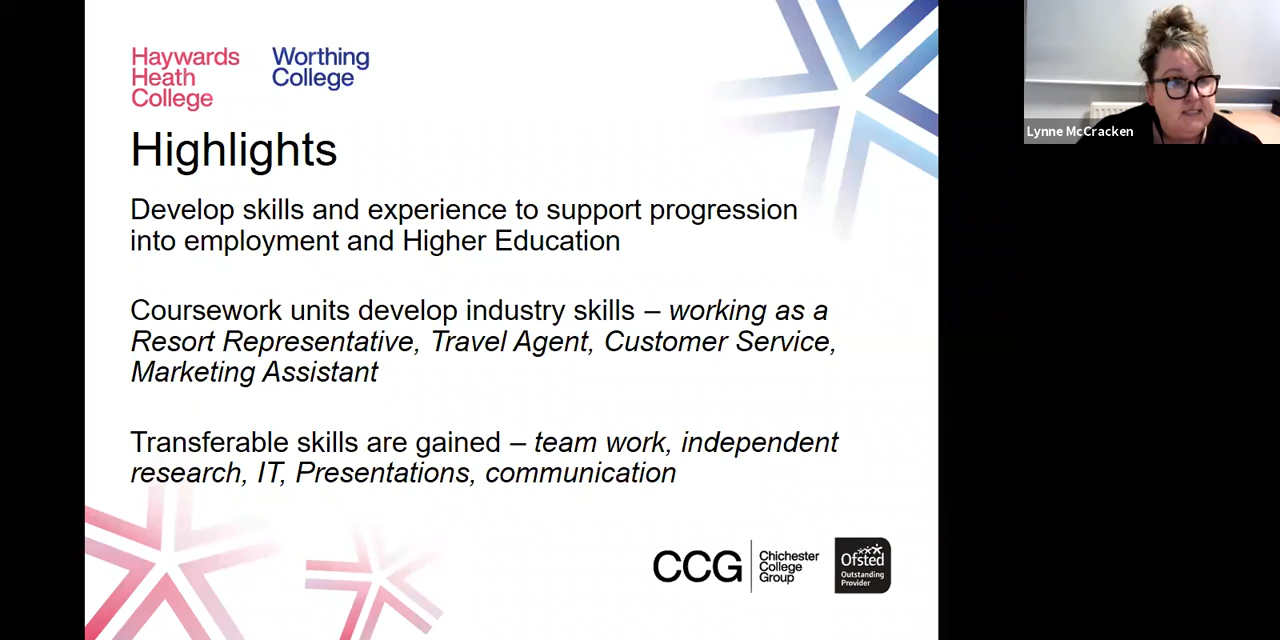 Haywards
Heath
College
Worthing
College
Highlights
Develop skills and experience to support progression
into employment and Higher Education
Coursework units develop industry skills – working as a
Resort Representative, Travel Agent, Customer Service,
Marketing Assistant
Transferable skills are gained – team work, independent
research, IT, Presentations, communication
CCG
Chichester
College
Group
Ofsted
Outstanding
Provider
Lynne McCracken